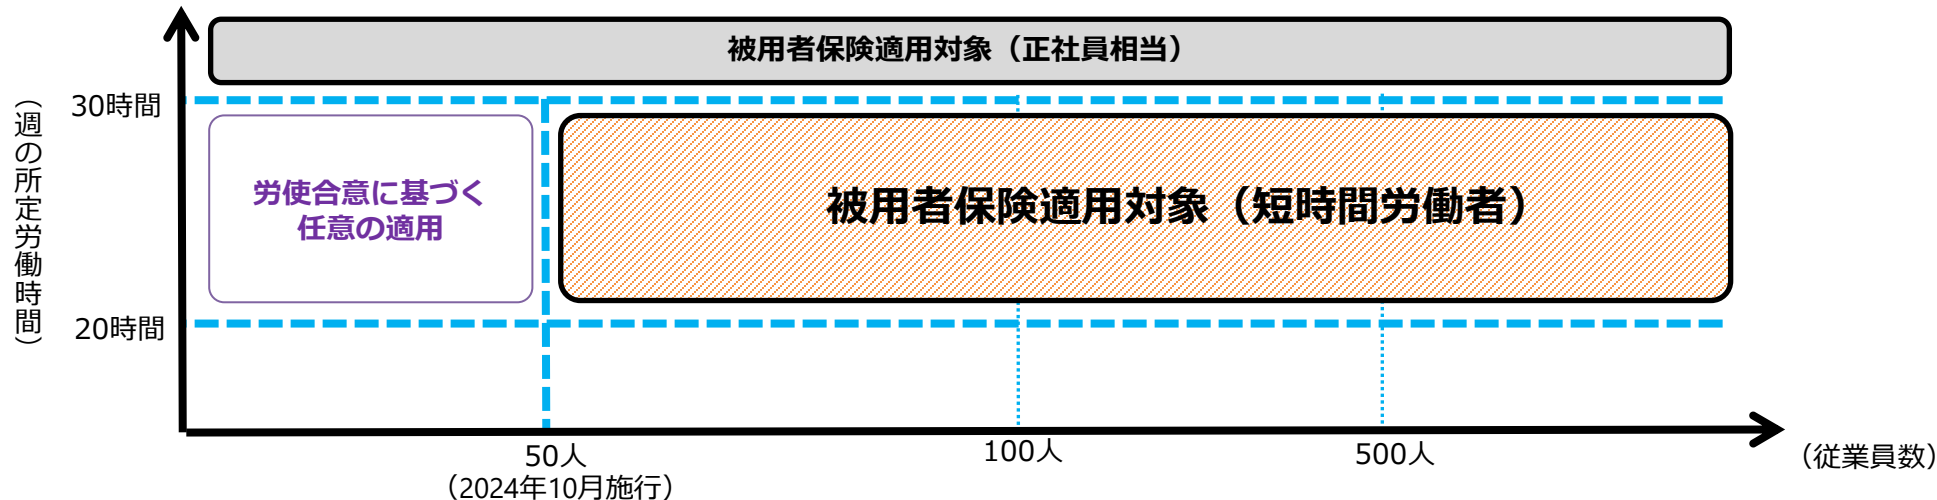 被用者保険適用対象（正社員相当）
30時間
（週の所定労働時間）
労使合意に基づく
任意の適用
被用者保険適用対象（短時間労働者）
20時間
50人
（2024年10月施行）
100人
500人
（従業員数）